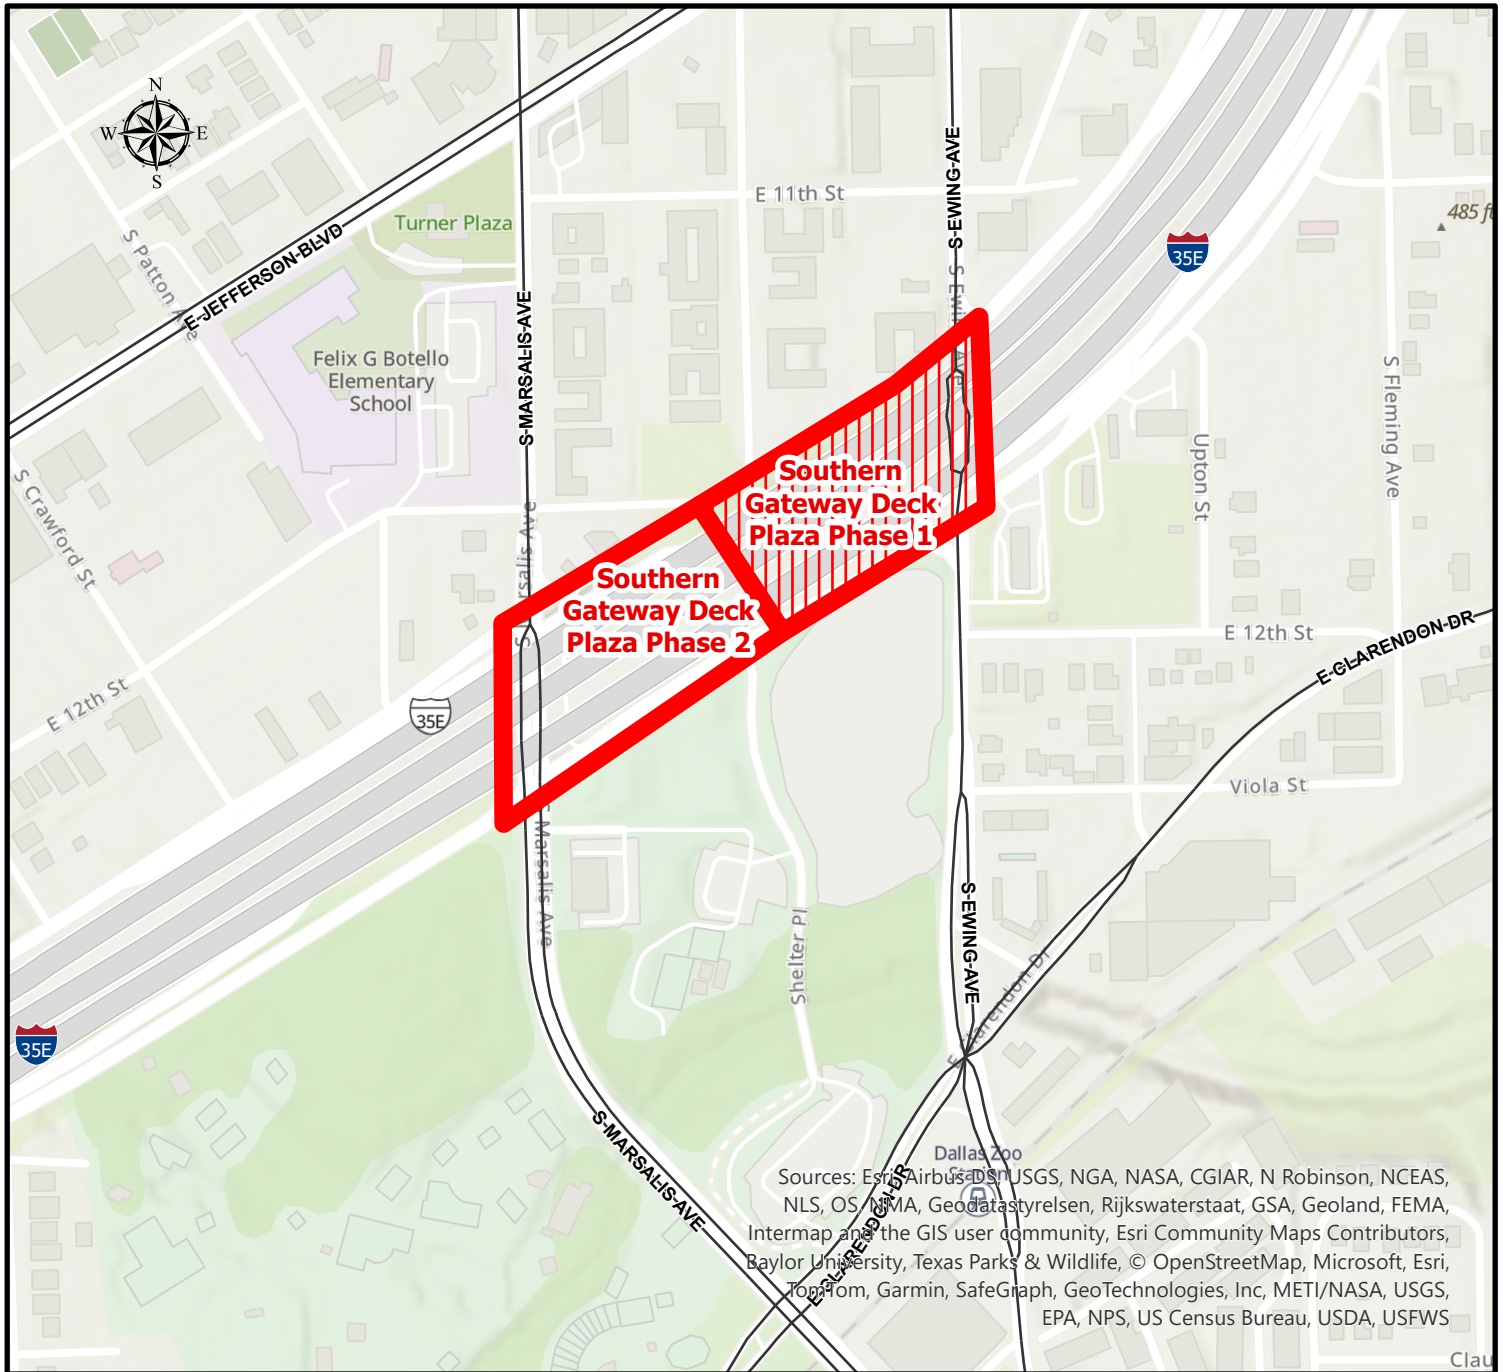 N
W
E
S
E 11th St
Turner Plaza
485 ft
S-EWING-AVE
S Patton Ave
E-JEFFERSON-BLVD
35E
S Ewing Ave
S-MARSALIS-AVE
Felix G Botello
Elementary
School
S Fleming Ave
Upton St
Southern
Gateway Deck
Plaza Phase 1
S Crawford St
S Marsalis Ave
Southern
Gateway Deck
Plaza Phase 2
E 12th St
E-CLARENDON-DR
E 12th St
35E
Viola St
S Marsalis Ave
S-EWING-AVE
Shelter Pl
E Clarendon Dr
35E
S-MARSALIS-AVE
Dallas Zoo
Station
E-CLARENDON-DR
Sources: Esri, Airbus DS, USGS, NGA, NASA, CGIAR, N Robinson, NCEAS,
NLS, OS, NMA, Geodatastyrelsen, Rijkswaterstaat, GSA, Geoland, FEMA,
Intermap and the GIS user community, Esri Community Maps Contributors,
Baylor University, Texas Parks & Wildlife, © OpenStreetMap, Microsoft, Esri,
TomTom, Garmin, SafeGraph, GeoTechnologies, Inc, METI/NASA, USGS,
EPA, NPS, US Census Bureau, USDA, USFWS
Clau